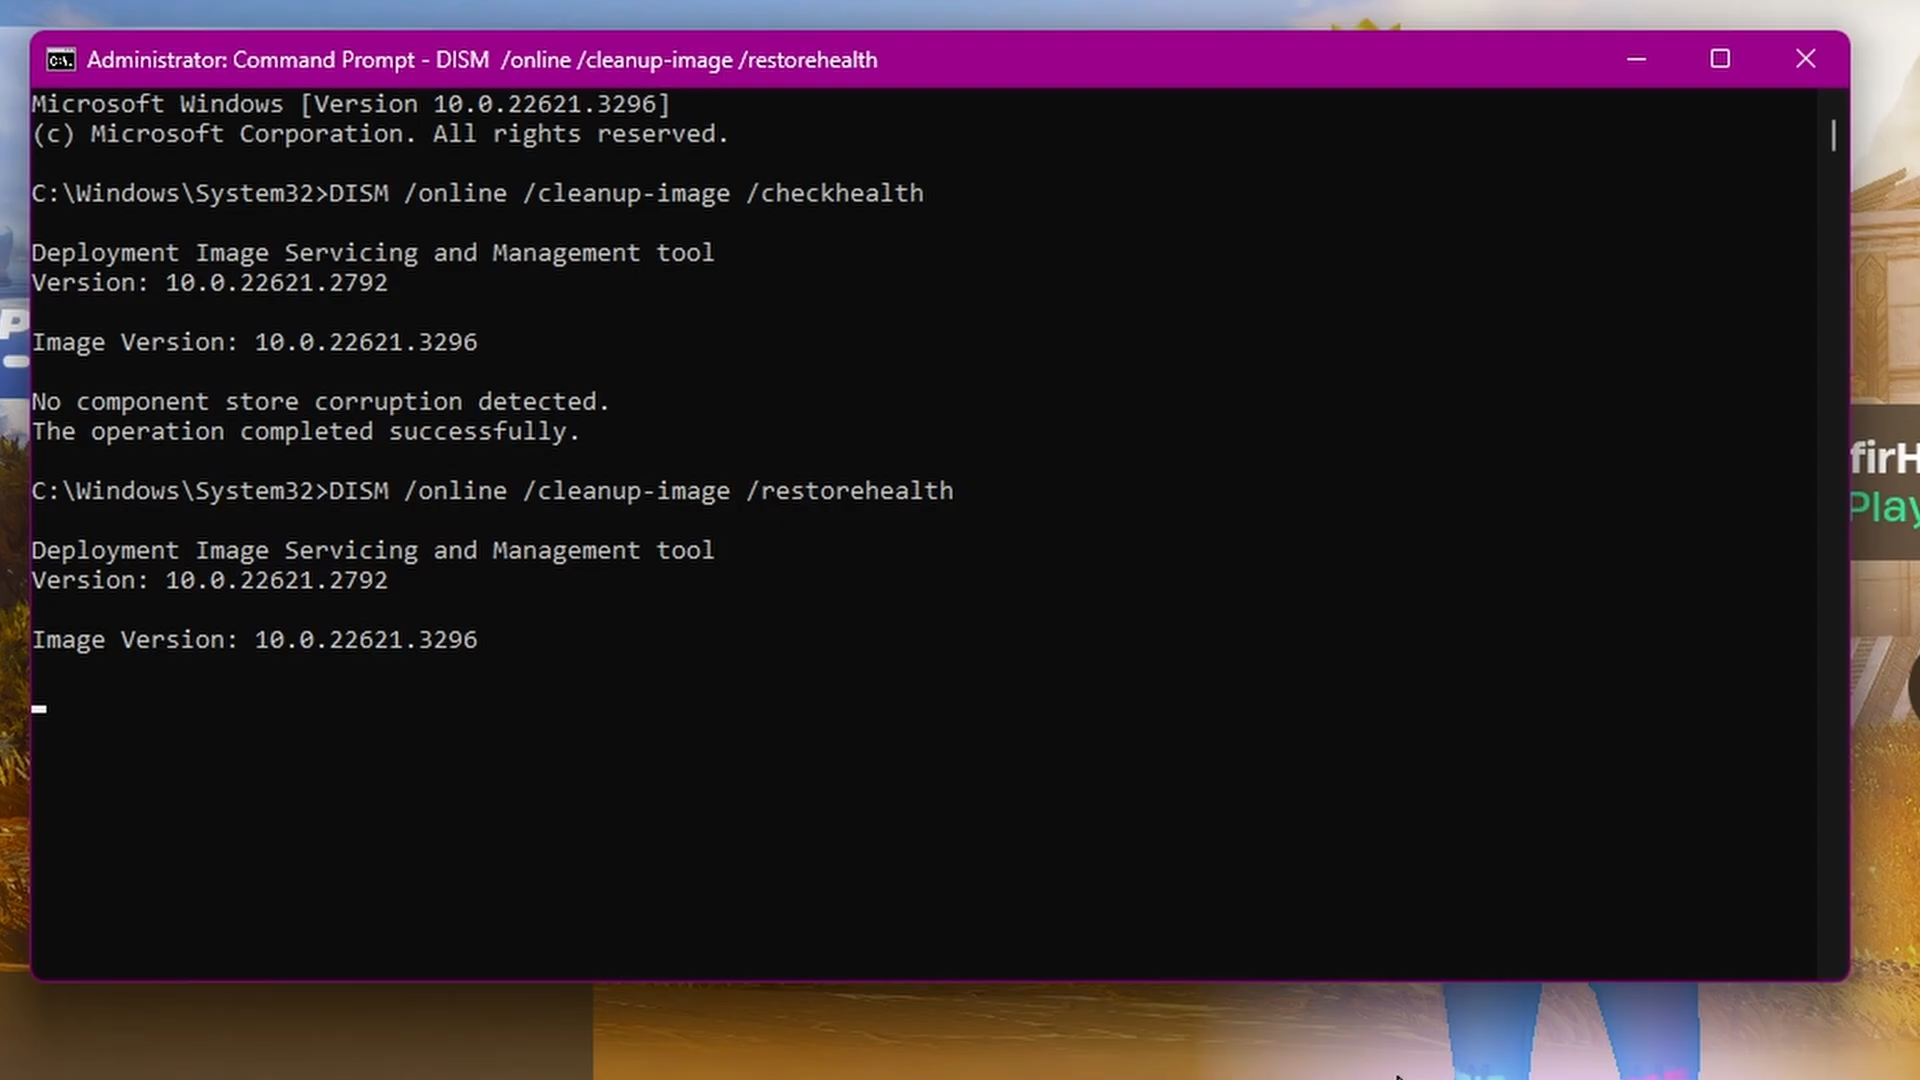 Administrator: Command Prompt - DISM  /online /cleanup-image /restorehealth
Microsoft Windows [Version 10.0.22621.3296]
(c) Microsoft Corporation. All rights reserved.
C:\Windows\System32>DISM /online /cleanup-image /checkhealth
Deployment Image Servicing and Management tool
Version: 10.0.22621.2792
Image Version: 10.0.22621.3296
No component store corruption detected.
The operation completed successfully.
C:\Windows\System32>DISM /online /cleanup-image /restorehealth
Deployment Image Servicing and Management tool
Version: 10.0.22621.2792
Image Version: 10.0.22621.3296
firH
Play